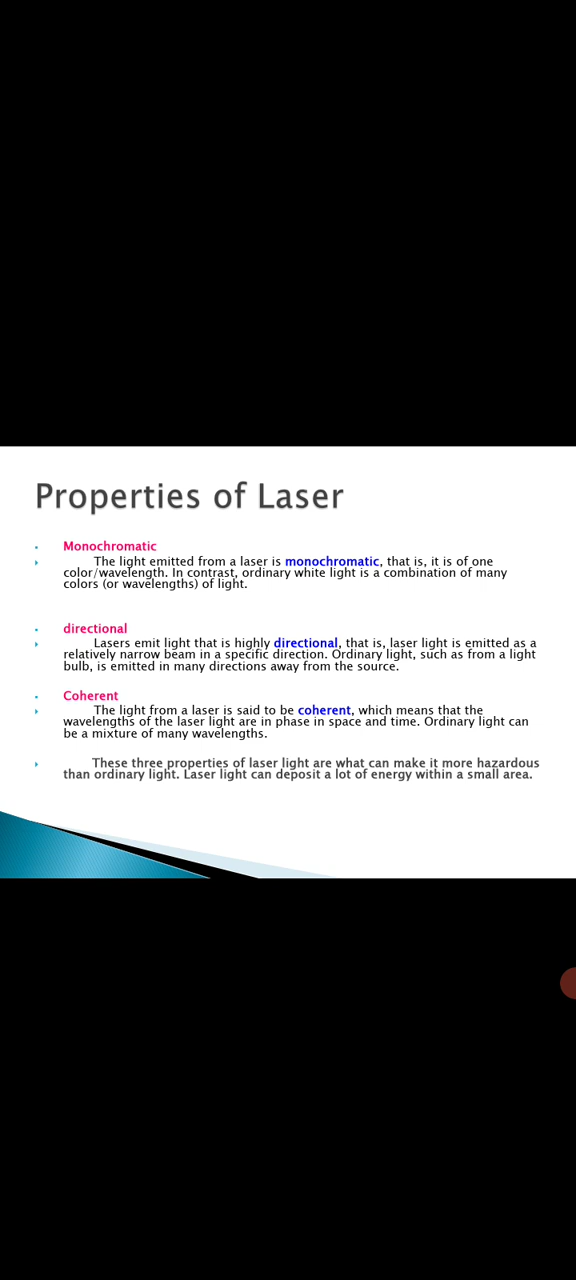 Properties of Laser
Monochromatic
The light emitted from a laser is monochromatic, that is, it is of one
color/wavelength. In contrast, ordinary white light is a combination of many
colors (or wavelengths) of light.
directional
Lasers emit light that is highly directional, that is, laser light is emitted as a
relatively narrow beam in a specific direction. Ordinary light, such as from a light
bulb, is emitted in many directions away from the source.
Coherent
The light from a laser is said to be coherent, which means that the
wavelengths of the laser light are in phase in space and time. Ordinary light can
be a mixture of many wavelengths.
These three properties of laser light are what can make it more hazardous
than ordinary light. Laser light can deposit a lot of energy within a small area.